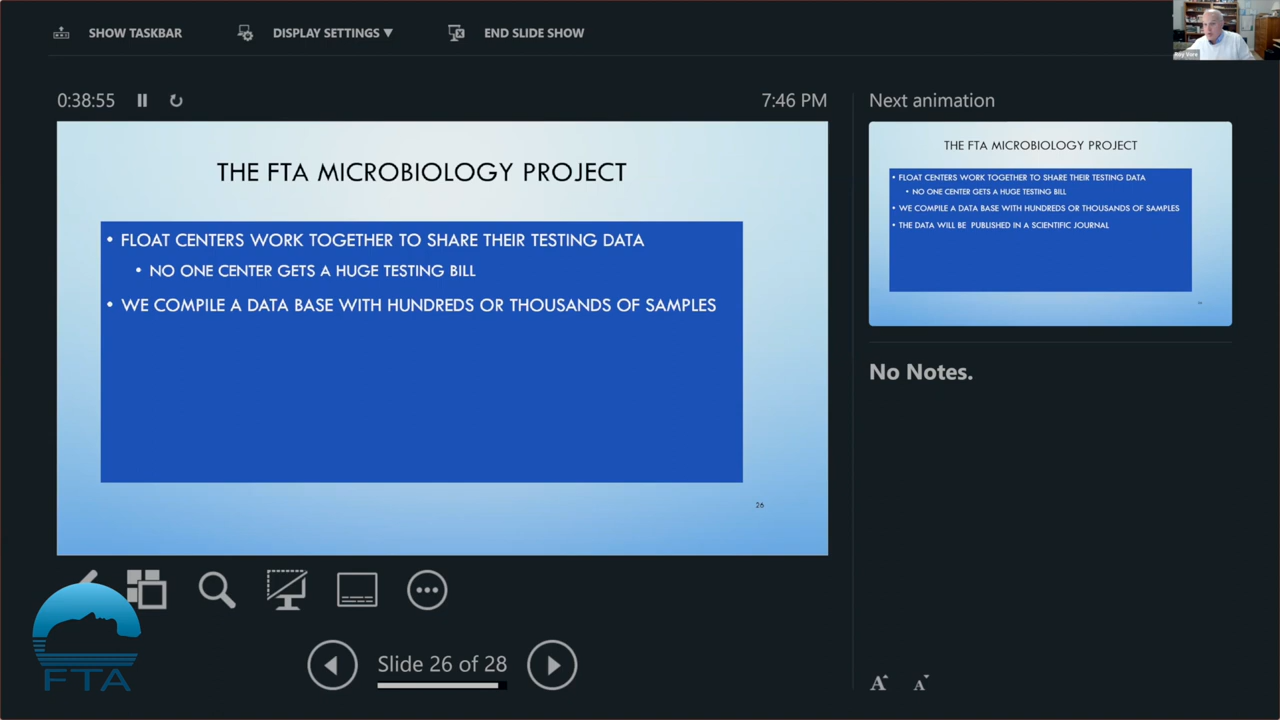 SHOW TASKBAR
DISPLAY SETTINGS ▼
END SLIDE SHOW
0:38:55
7:46 PM
THE FTA MICROBIOLOGY PROJECT
• FLOAT CENTERS WORK TOGETHER TO SHARE THEIR TESTING DATA
• NO ONE CENTER GETS A HUGE TESTING BILL
• WE COMPILE A DATA BASE WITH HUNDREDS OR THOUSANDS OF SAMPLES
26
Next animation
THE FTA MICROBIOLOGY PROJECT
• FLOAT CENTERS WORK TOGETHER TO SHARE THEIR TESTING DATA
• NO ONE CENTER GETS A HUGE TESTING BILL
• WE COMPILE A DATA BASE WITH HUNDREDS OR THOUSANDS OF SAMPLES
• THE DATA WILL BE PUBLISHED IN A SCIENTIFIC JOURNAL
No Notes.
Slide 26 of 28
FTA
A A